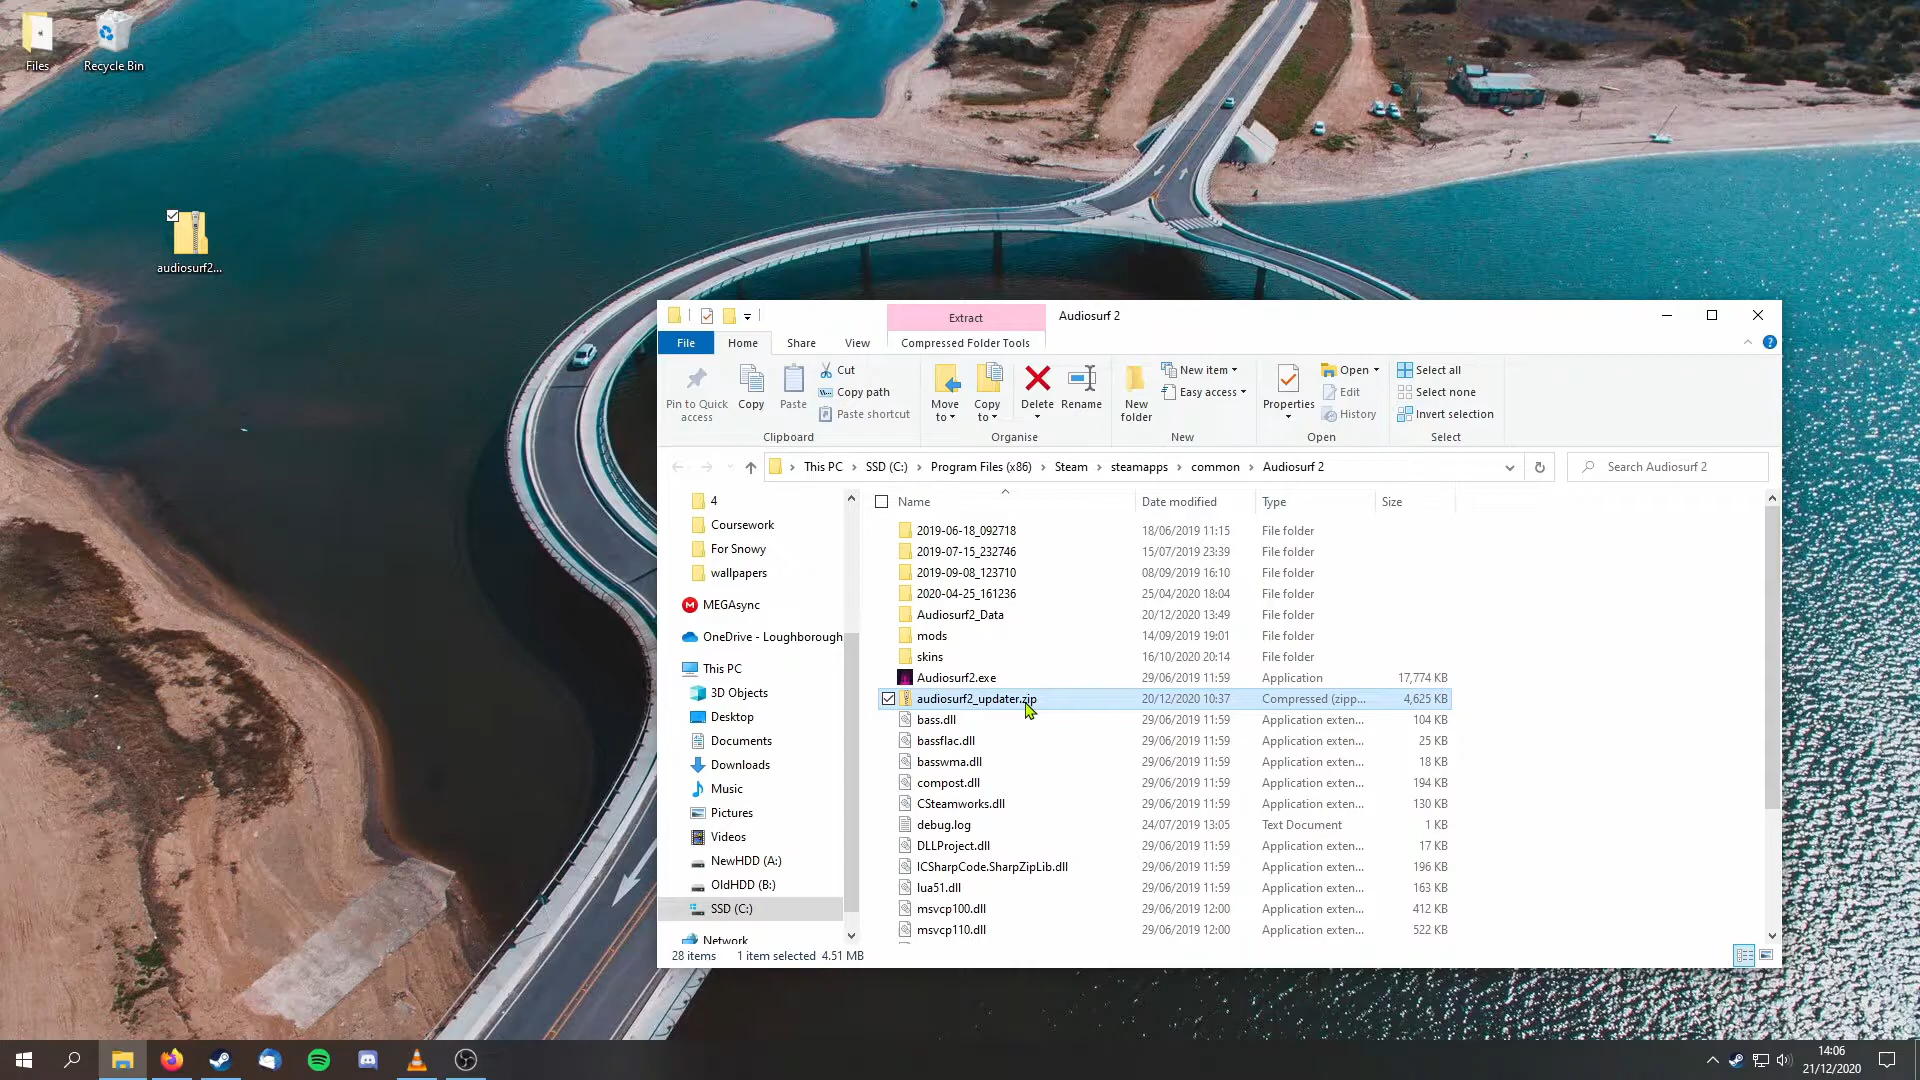 Files
Recycle Bin
audiosurf2...
Extract
Audiosurf 2
File
Home
Share
View
Compressed Folder Tools
Pin to Quick access
Copy
Paste
Cut
Copy path
Paste shortcut
Clipboard
Move to
Copy to
Delete
Rename
Organise
New folder
New item
Easy access
New
Properties
Open
Edit
History
Open
Select all
Select none
Invert selection
Select
This PC
SSD (C:)
Program Files (x86)
Steam
steamapps
common
Audiosurf 2
Search Audiosurf 2
4
Coursework
For Snowy
wallpapers
MEGAsync
OneDrive - Loughborough
This PC
3D Objects
Desktop
Documents
Downloads
Music
Pictures
Videos
NewHDD (A:)
OldHDD (B:)
SSD (C:)
Network
Name Date modified Type Size
2019-06-18_092718 18/06/2019 11:15 File folder
2019-07-15_232746 15/07/2019 23:39 File folder
2019-09-08_123710 08/09/2019 16:10 File folder
2020-04-25_161236 25/04/2020 18:04 File folder
Audiosurf2_Data 20/12/2020 13:49 File folder
mods 14/09/2019 19:01 File folder
skins 16/10/2020 20:14 File folder
Audiosurf2.exe 29/06/2019 11:59 Application 17,774 KB
audiosurf2_updater.zip 20/12/2020 10:37 Compressed (zipp... 4,625 KB
bass.dll 29/06/2019 11:59 Application exten... 104 KB
bassflac.dll 29/06/2019 11:59 Application exten... 25 KB
basswma.dll 29/06/2019 11:59 Application exten... 18 KB
compost.dll 29/06/2019 11:59 Application exten... 194 KB
CSteamworks.dll 29/06/2019 11:59 Application exten... 130 KB
debug.log 24/07/2019 13:05 Text Document 1 KB
DLLProject.dll 29/06/2019 11:59 Application exten... 17 KB
ICSharpCode.SharpZipLib.dll 29/06/2019 11:59 Application exten... 196 KB
lua51.dll 29/06/2019 11:59 Application exten... 163 KB
msvcp100.dll 29/06/2019 12:00 Application exten... 412 KB
msvcp110.dll 29/06/2019 12:00 Application exten... 522 KB
28 items 1 item selected 4.51 MB
14:06
21/12/2020